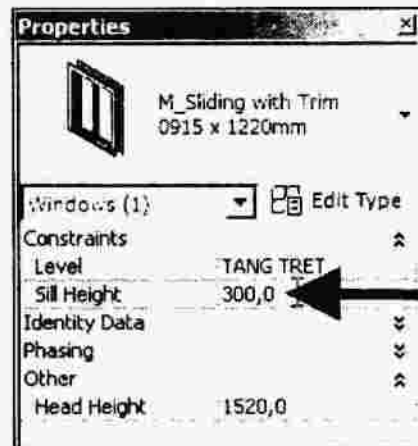 Properties
M_Sliding with Trim
0915 x 1220mm
Windows (1)
Edit Type
Constraints
Level TANG TRET
Sill Height 300,0
Identity Data
Phasing
Other
Head Height 1520,0